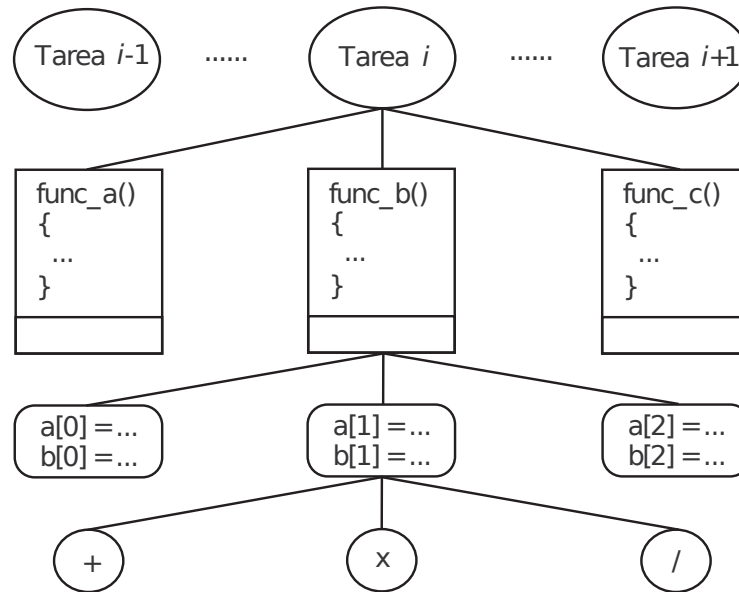 Tarea i-1 ...... Tarea i ...... Tarea i+1
func_a() func_b() func_c()
{ { {
... ... ...
} } }
a[0] =... a[1] =... a[2] =...
b[0] =... b[1] =... b[2] =...
+ x /